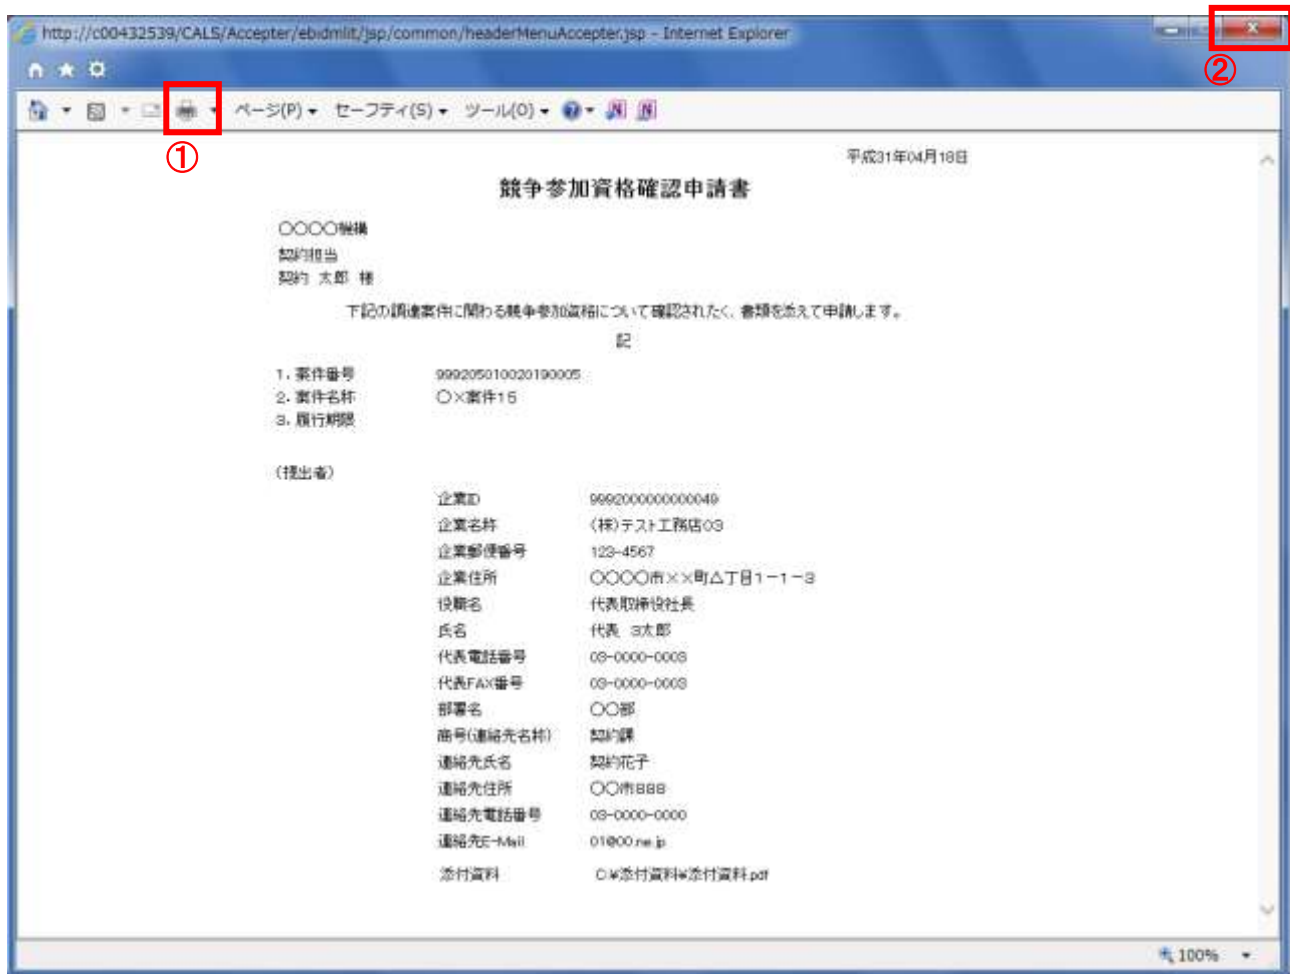 http://c00432539/CALS/Accepter/ebidmlit/jsp/common/headerMenuAccepter.jsp - Internet Explorer
②
ページ(P) セーフティ(S) ツール(O)
①
平成31年04月18日
競争参加資格確認申請書
〇〇〇〇機構
契約担当
契約 太郎 様
下記の調達案件に関わる競争参加資格について確認されたく、書類を添えて申請します。
記
1. 案件番号 999205010020190005
2. 案件名称 〇×案件15
3. 履行期限
(提出者)
企業ID 9992000000000049
企業名称 (株)テスト工務店03
企業郵便番号 123-4567
企業住所 〇〇〇〇市××町△丁目1-1-3
役職名 代表取締役社長
氏名 代表 3太郎
代表電話番号 03-0000-0003
代表FAX番号 03-0000-0003
部署名 〇〇部
商号(連絡先名称) 契約課
連絡先氏名 契約花子
連絡先住所 〇〇市888
連絡先電話番号 03-0000-0000
連絡先E-Mail 01@00.ne.jp
添付資料 C:¥添付資料¥添付資料.pdf
100%